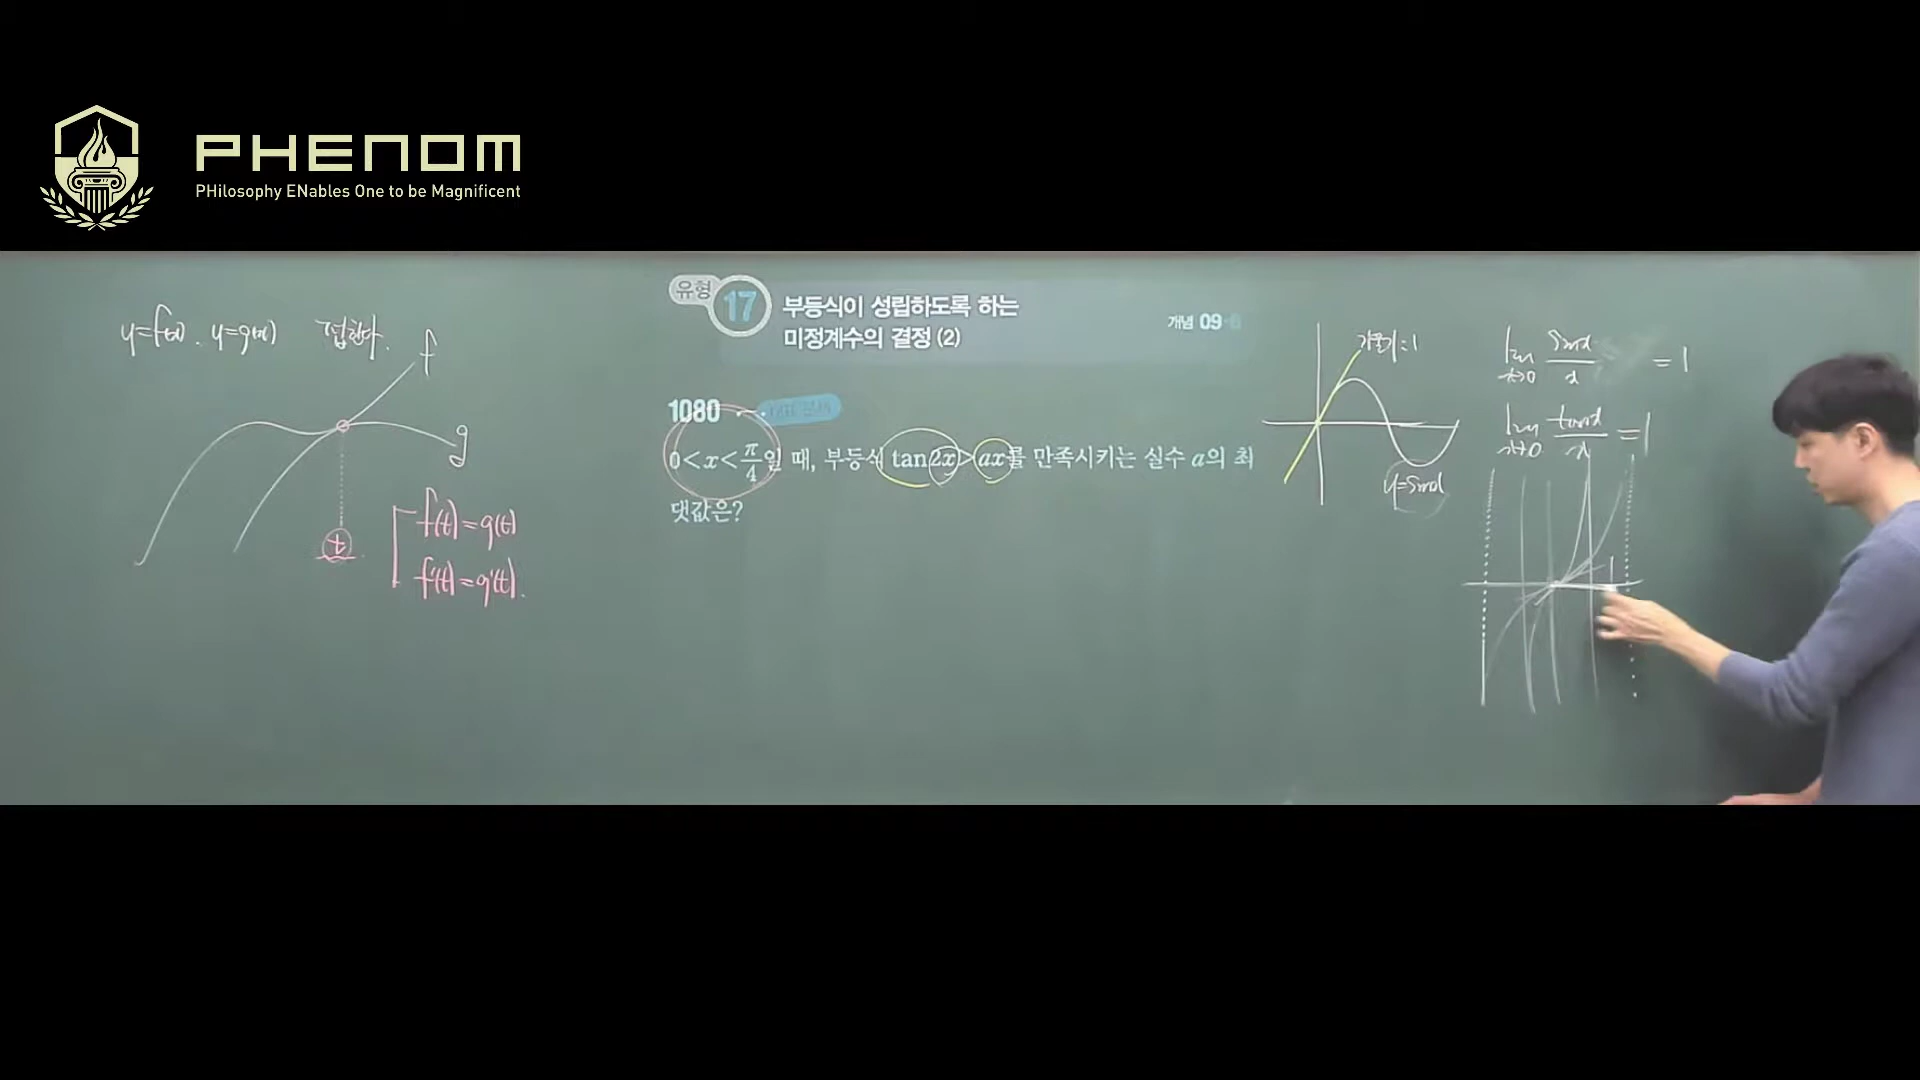 PHENOM
PHilosophy ENables One to be Magnificent
y=f(x), y=g(x) 접한다.
f
g
t
f(t)=g(t)
f'(t)=g'(t).
유형 17 부등식이 성립하도록 하는
미정계수의 결정 (2)
개념 09-6
1080
0<x<π/4일 때, 부등식 tan2x>ax를 만족시키는 실수 a의 최
댓값은?
기울기=1
y=sinx
lim x→0 sinx/x =1
lim x→0 tanx/x =1
1